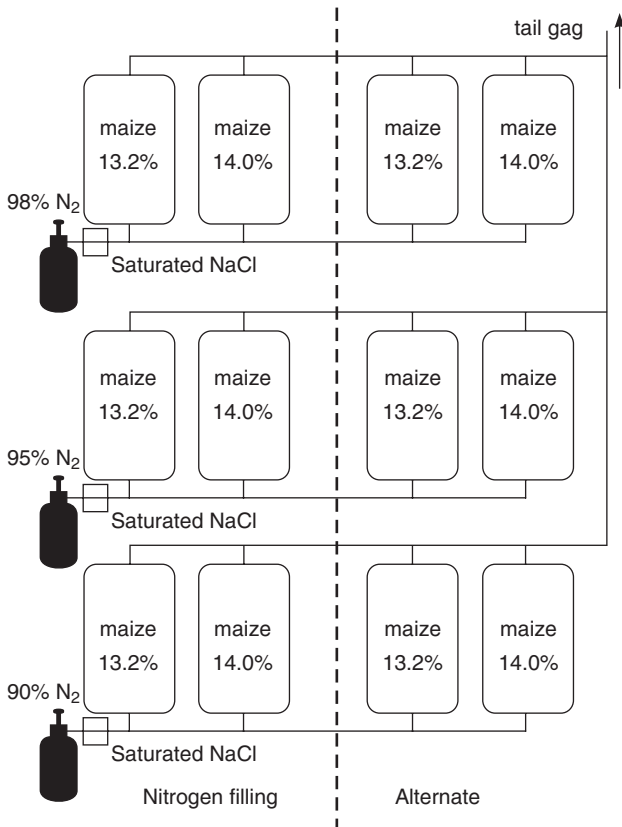 tail gag
maize maize maize maize
13.2% 14.0% 13.2% 14.0%
98% N₂
Saturated NaCl
maize maize maize maize
13.2% 14.0% 13.2% 14.0%
95% N₂
Saturated NaCl
maize maize maize maize
13.2% 14.0% 13.2% 14.0%
90% N₂
Saturated NaCl
Nitrogen filling Alternate